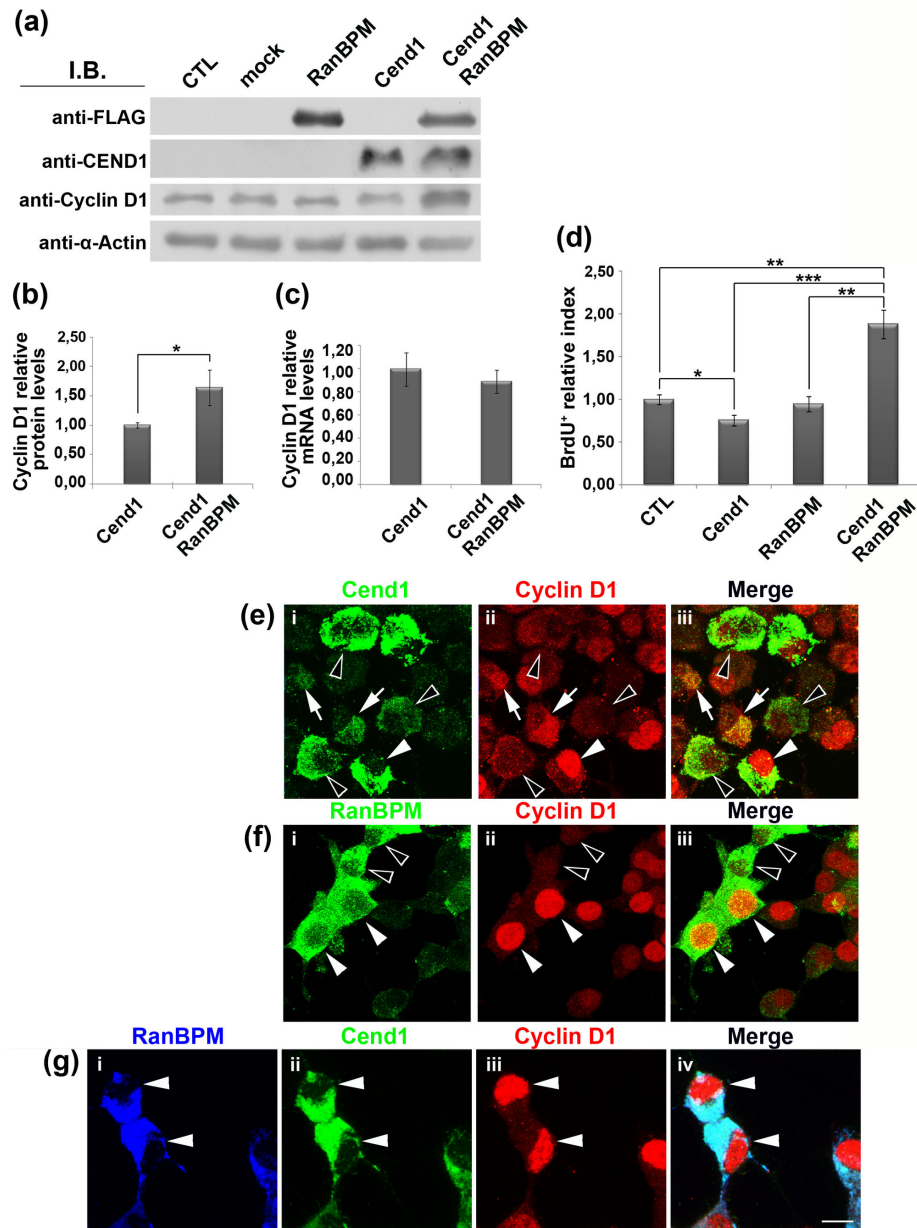 (a)
I.B.
CTL
mock
RanBPM
Cend1
Cend1
RanBPM
anti-FLAG
anti-CEND1
anti-Cyclin D1
anti-α-Actin
(b)
Cyclin D1 relative
protein levels
2,50
2,00
1,50
1,00
0,50
0,00
*
Cend1
Cend1
RanBPM
(c)
Cyclin D1 relative
mRNA levels
1,20
1,00
0,80
0,60
0,40
0,20
0,00
Cend1
Cend1
RanBPM
(d)
BrdU⁺ relative index
2,50
2,00
1,50
1,00
0,50
0,00
**
***
**
*
CTL
Cend1
RanBPM
Cend1
RanBPM
Cend1
Cyclin D1
Merge
(e)
i
ii
iii
RanBPM
Cyclin D1
Merge
(f)
i
ii
iii
RanBPM
Cend1
Cyclin D1
Merge
(g)
i
ii
iii
iv